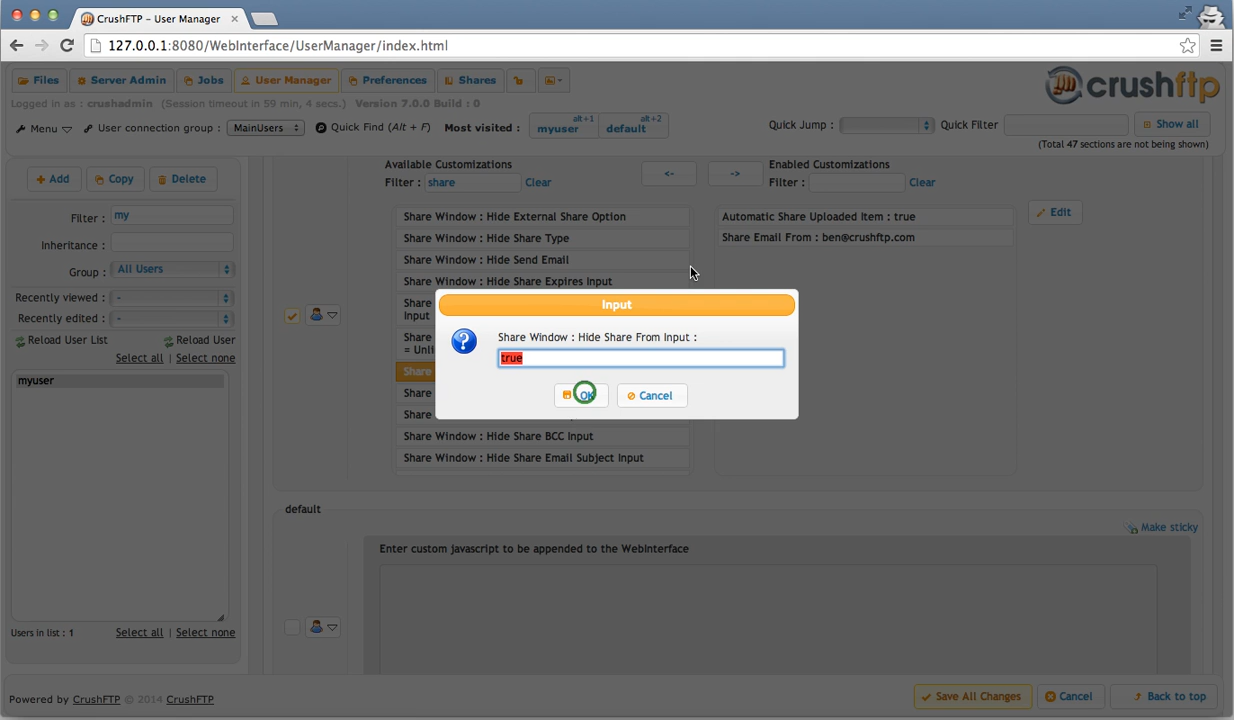 CrushFTP - User Manager
127.0.0.1:8080/WebInterface/UserManager/index.html
Files Server Admin Jobs User Manager Preferences Shares
crushftp
Logged in as : crushadmin (Session timeout in 59 min, 4 secs.) Version 7.0.0 Build : 0
Menu User connection group : MainUsers Quick Find (Alt + F) Most visited : myuser alt+1 default alt+2 Quick Jump : Quick Filter Show all
(Total 47 sections are not being shown)
Add Copy Delete
Filter : my
Inheritance :
Group : All Users
Recently viewed : -
Recently edited : -
Reload User List Reload User
Select all | Select none
myuser
Users in list : 1 Select all | Select none
Available Customizations
Filter : share Clear
<- ->
Enabled Customizations
Filter : Clear
Share Window : Hide External Share Option
Share Window : Hide Share Type
Share Window : Hide Send Email
Share Window : Hide Share Expires Input
Share
Input
Share
= Unli
Share
Share
Share
Share Window : Hide Share BCC Input
Share Window : Hide Share Email Subject Input
Automatic Share Uploaded Item : true
Share Email From : ben@crushftp.com
Edit
Input
Share Window : Hide Share From Input :
true
OK Cancel
default
Make sticky
Enter custom javascript to be appended to the WebInterface
Powered by CrushFTP © 2014 CrushFTP
Save All Changes Cancel Back to top